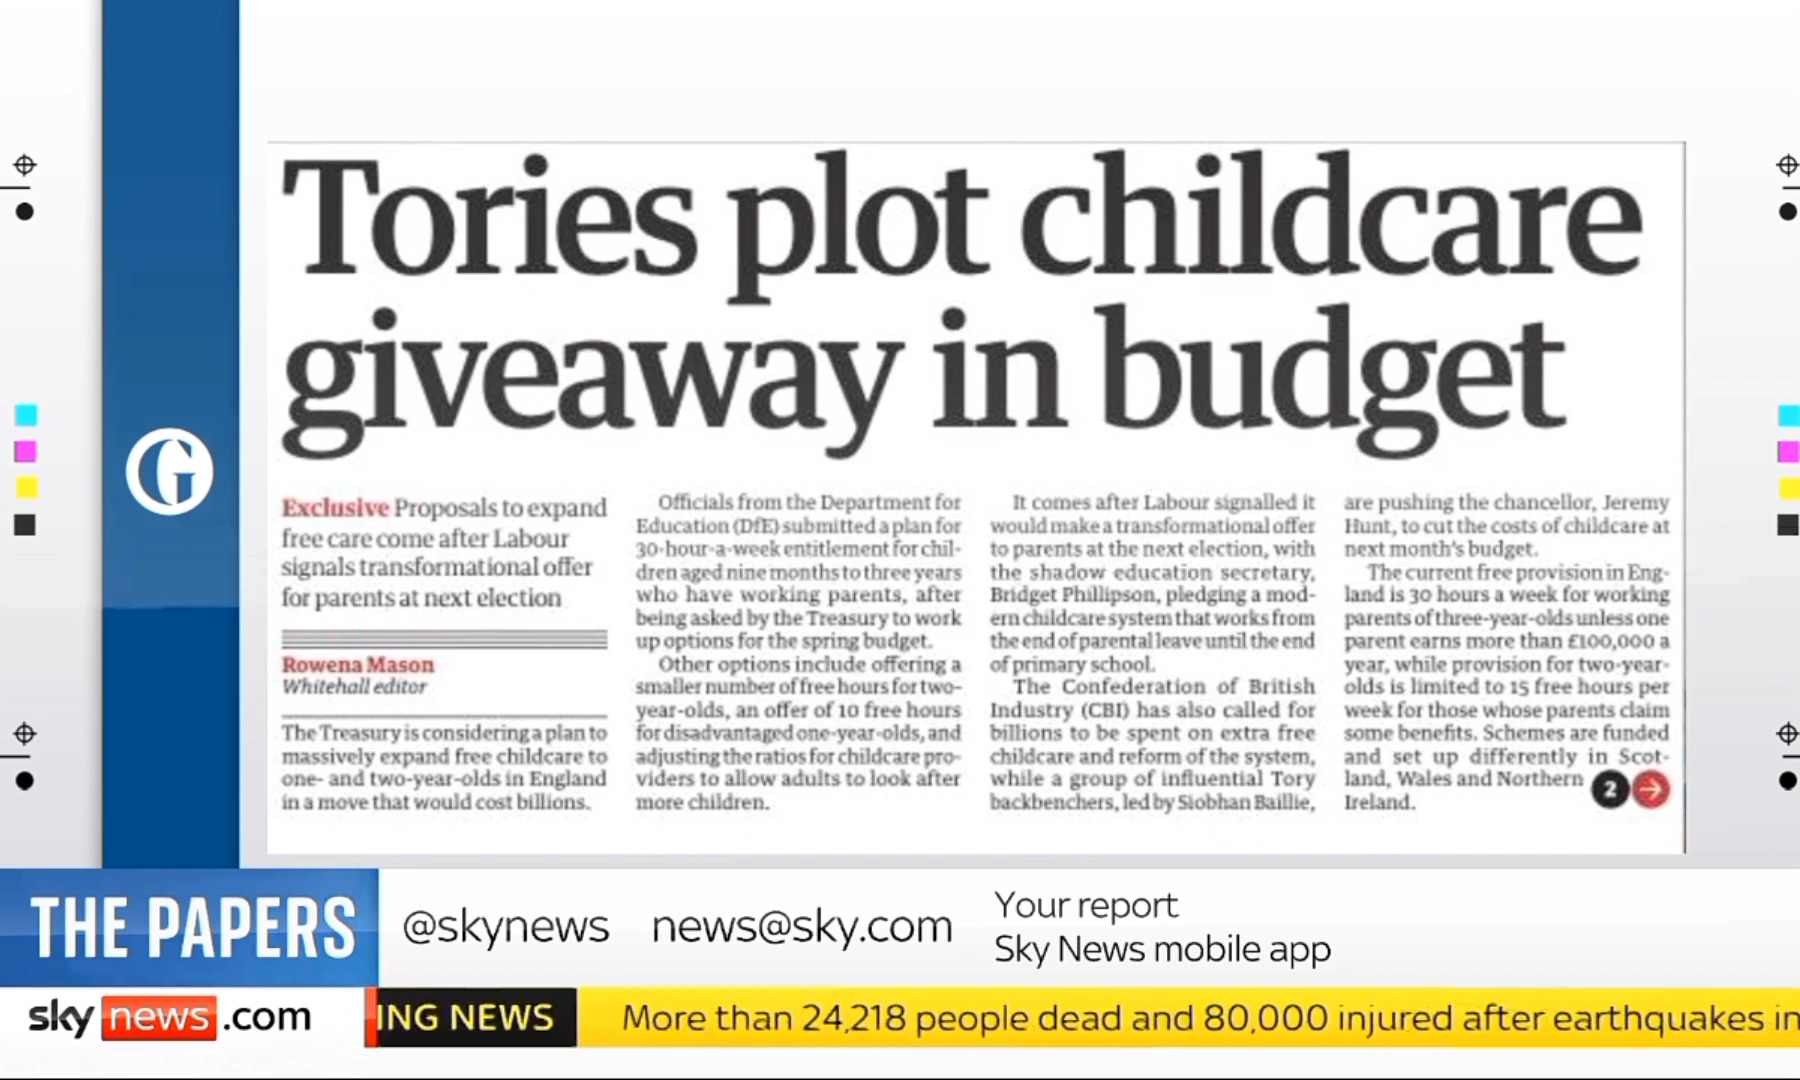 Tories plot childcare
giveaway in budget
Exclusive Proposals to expand
free care come after Labour
signals transformational offer
for parents at next election
Rowena Mason
Whitehall editor
The Treasury is considering a plan to
massively expand free childcare to
one- and two-year-olds in England
in a move that would cost billions.
Officials from the Department for
Education (DfE) submitted a plan for
30-hour-a-week entitlement for chil-
dren aged nine months to three years
who have working parents, after
being asked by the Treasury to work
up options for the spring budget.
Other options include offering a
smaller number of free hours for two-
year-olds, an offer of 10 free hours
for disadvantaged one-year-olds, and
adjusting the ratios for childcare pro-
viders to allow adults to look after
more children.
It comes after Labour signalled it
would make a transformational offer
to parents at the next election, with
the shadow education secretary,
Bridget Phillipson, pledging a mod-
ern childcare system that works from
the end of parental leave until the end
of primary school.
The Confederation of British
Industry (CBI) has also called for
billions to be spent on extra free
childcare and reform of the system,
while a group of influential Tory
backbenchers, led by Siobhan Baillie,
are pushing the chancellor, Jeremy
Hunt, to cut the costs of childcare at
next month's budget.
The current free provision in Eng-
land is 30 hours a week for working
parents of three-year-olds unless one
parent earns more than £100,000 a
year, while provision for two-year-
olds is limited to 15 free hours per
week for those whose parents claim
some benefits. Schemes are funded
and set up differently in Scot-
land, Wales and Northern
Ireland.
2
G
THE PAPERS
@skynews news@sky.com
Your report
Sky News mobile app
sky news .com
ING NEWS
More than 24,218 people dead and 80,000 injured after earthquakes in